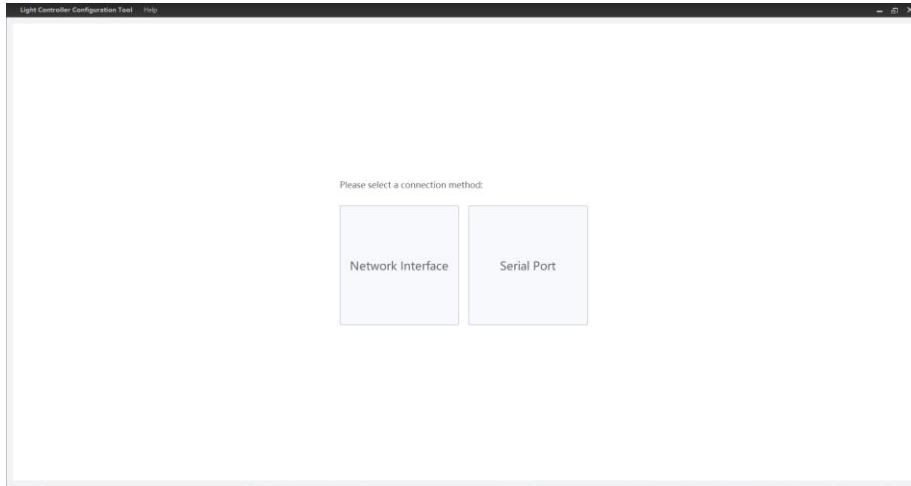 Light Controller Configuration Tool Help
Please select a connection method:
Network Interface Serial Port